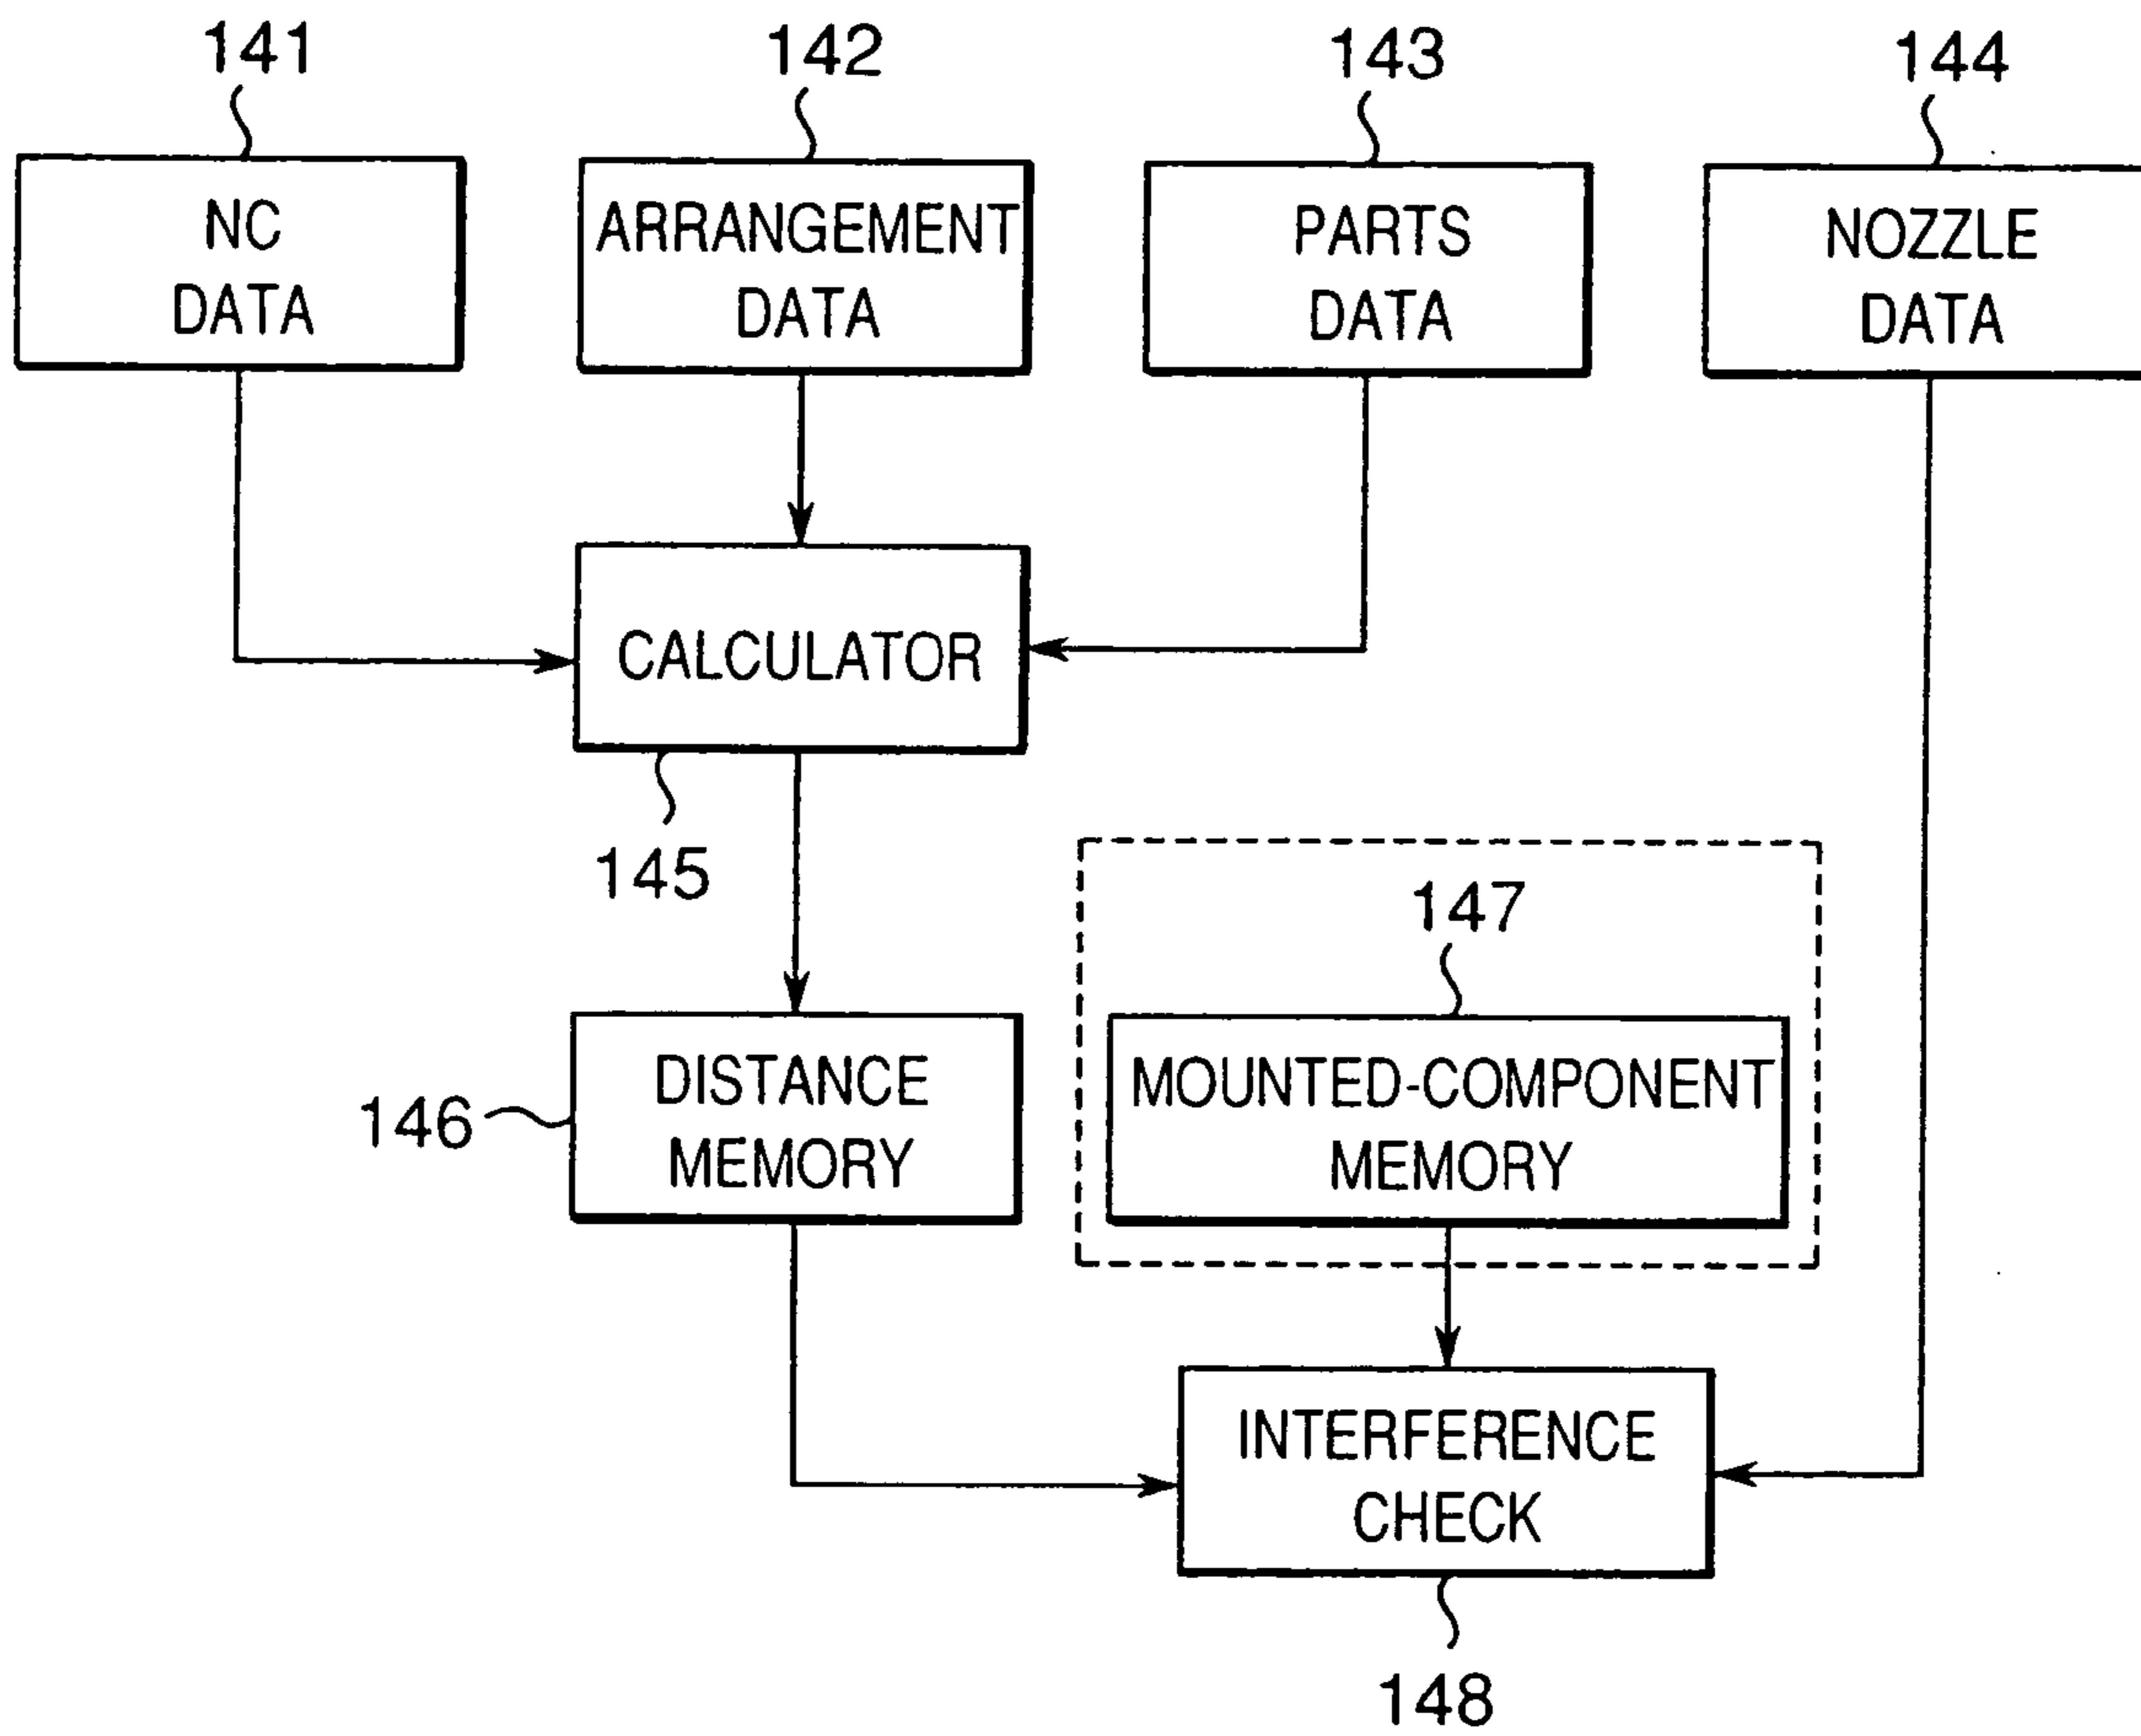 141
142
143
144
NC
DATA
ARRANGEMENT
DATA
PARTS
DATA
NOZZLE
DATA
CALCULATOR
145
147
146
DISTANCE
MEMORY
MOUNTED-COMPONENT
MEMORY
INTERFERENCE
CHECK
148